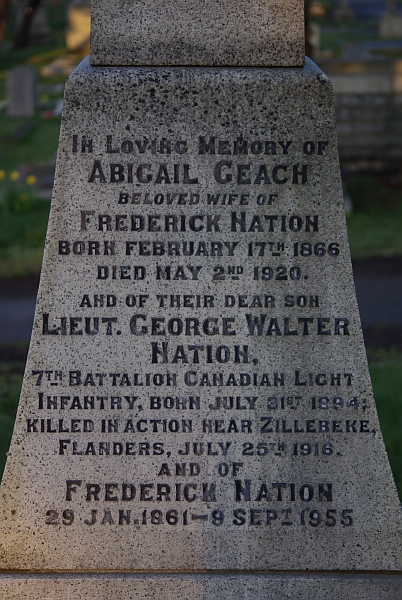 In Loving Memory of
Abigail Geach
beloved wife of
Frederick Nation
born February 17th 1866
died May 2nd 1920.
and of their dear son
Lieut. George Walter
Nation,
7th Battalion Canadian Light
Infantry, born July 31st 1894;
killed in action near Zillebeke,
Flanders, July 25th 1916.
and of
Frederick Nation
29 Jan. 1861–9 Sept. 1955